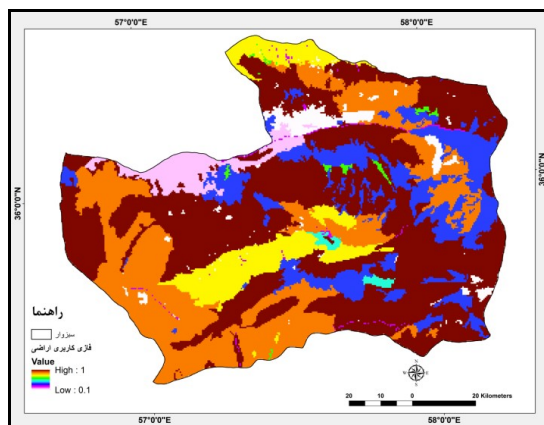 57°0'0"E
58°0'0"E
36°0'0"N
36°0'0"N
راهنما
سبزوار
فازی کاربری اراضی
Value
High : 1
Low : 0.1
20 10 0 20 Kilometers
57°0'0"E
58°0'0"E